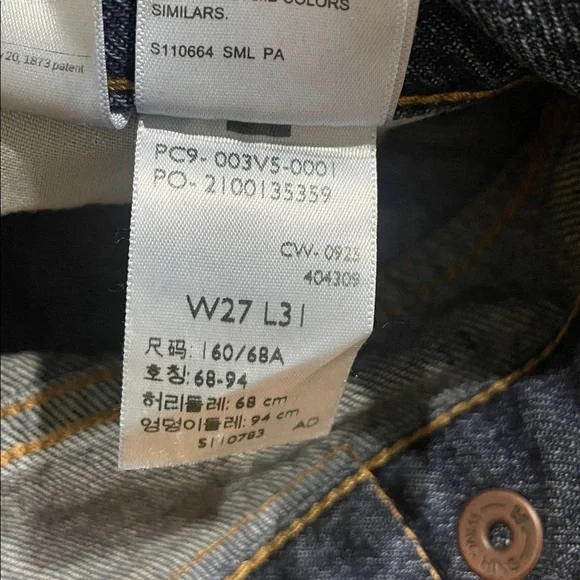 COLORS
SIMILARS.
S110664 SML PA
20, 1873 patent
PC9-003V5-0001
PO-2100135359
CW-0925
404309
W27 L31
尺码: 160/68A
호칭: 68-94
허리둘레: 68 cm
엉덩이둘레: 94 cm
S110783 AD